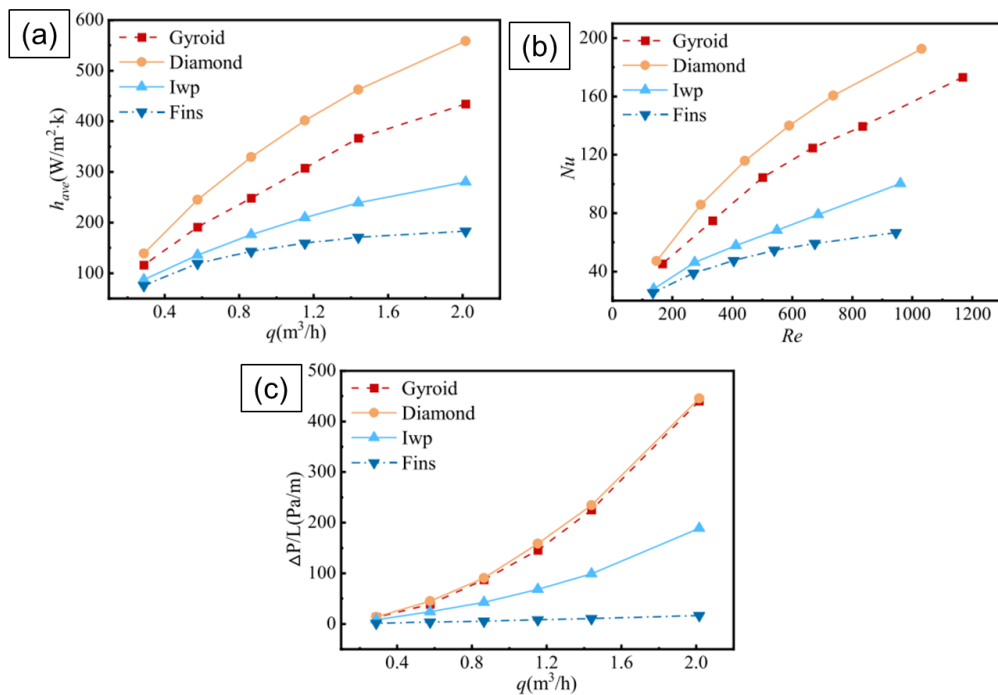 (a)
600
500
400
300
200
100
h_ave(W/m²·k)
Gyroid
Diamond
Iwp
Fins
0.4 0.8 1.2 1.6 2.0
q(m³/h)
(b)
200
160
120
80
40
Nu
Gyroid
Diamond
Iwp
Fins
0 200 400 600 800 1000 1200
Re
(c)
500
400
300
200
100
0
ΔP/L(Pa/m)
Gyroid
Diamond
Iwp
Fins
0.4 0.8 1.2 1.6 2.0
q(m³/h)